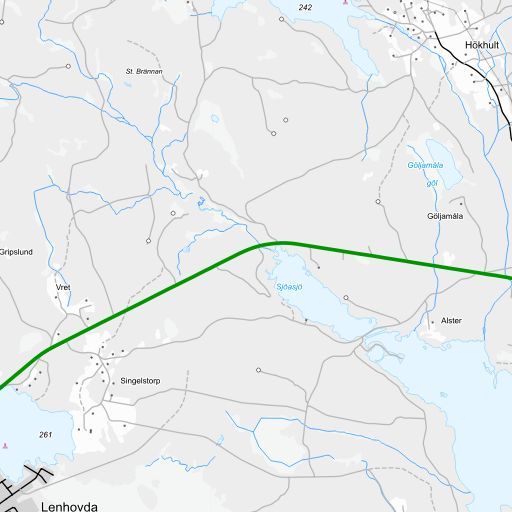 242
Hökhult
St. Brännan
Göljamåla
göl
Göljamåla
Gripslund
Vret
Sjöasjö
Alster
Singelstorp
261
Lenhovda